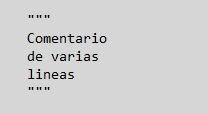 """
Comentario
de varias
lineas
"""